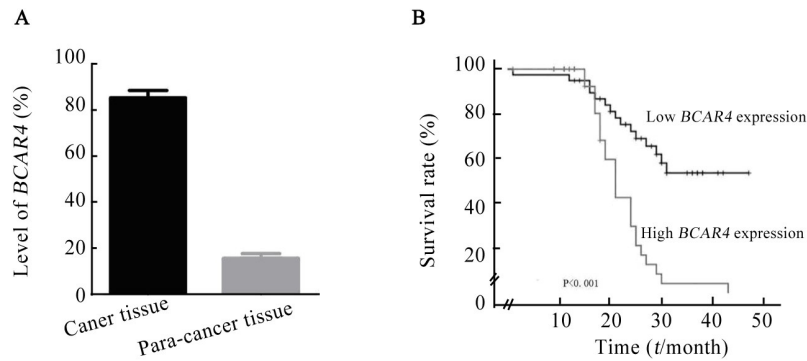 A
Level of BCAR4 (%)
100
80
60
40
20
0
Caner tissue
Para-cancer tissue
B
Survival rate (%)
100
80
60
40
20
0
Low BCAR4 expression
High BCAR4 expression
P<0.001
10 20 30 40 50
Time (t/month)